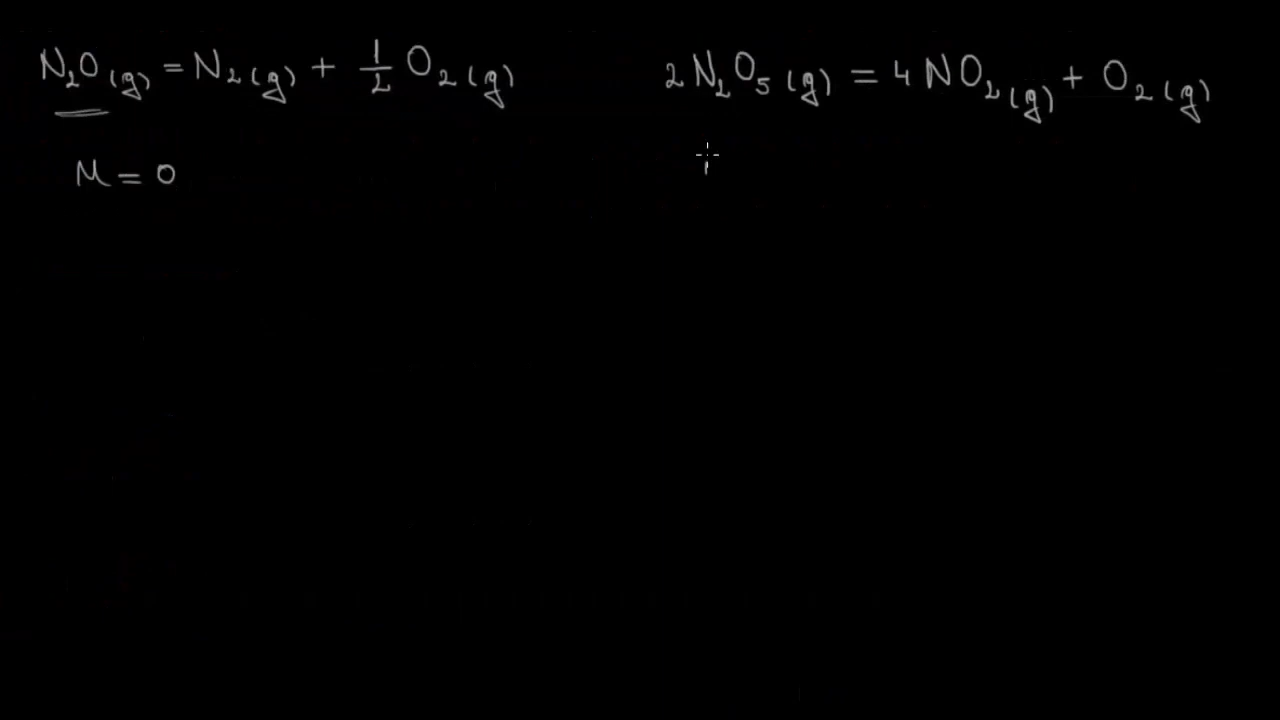 N₂O(g) = N₂(g) + 1/2 O₂(g)
2N₂O₅(g) = 4NO₂(g) + O₂(g)
M = 0